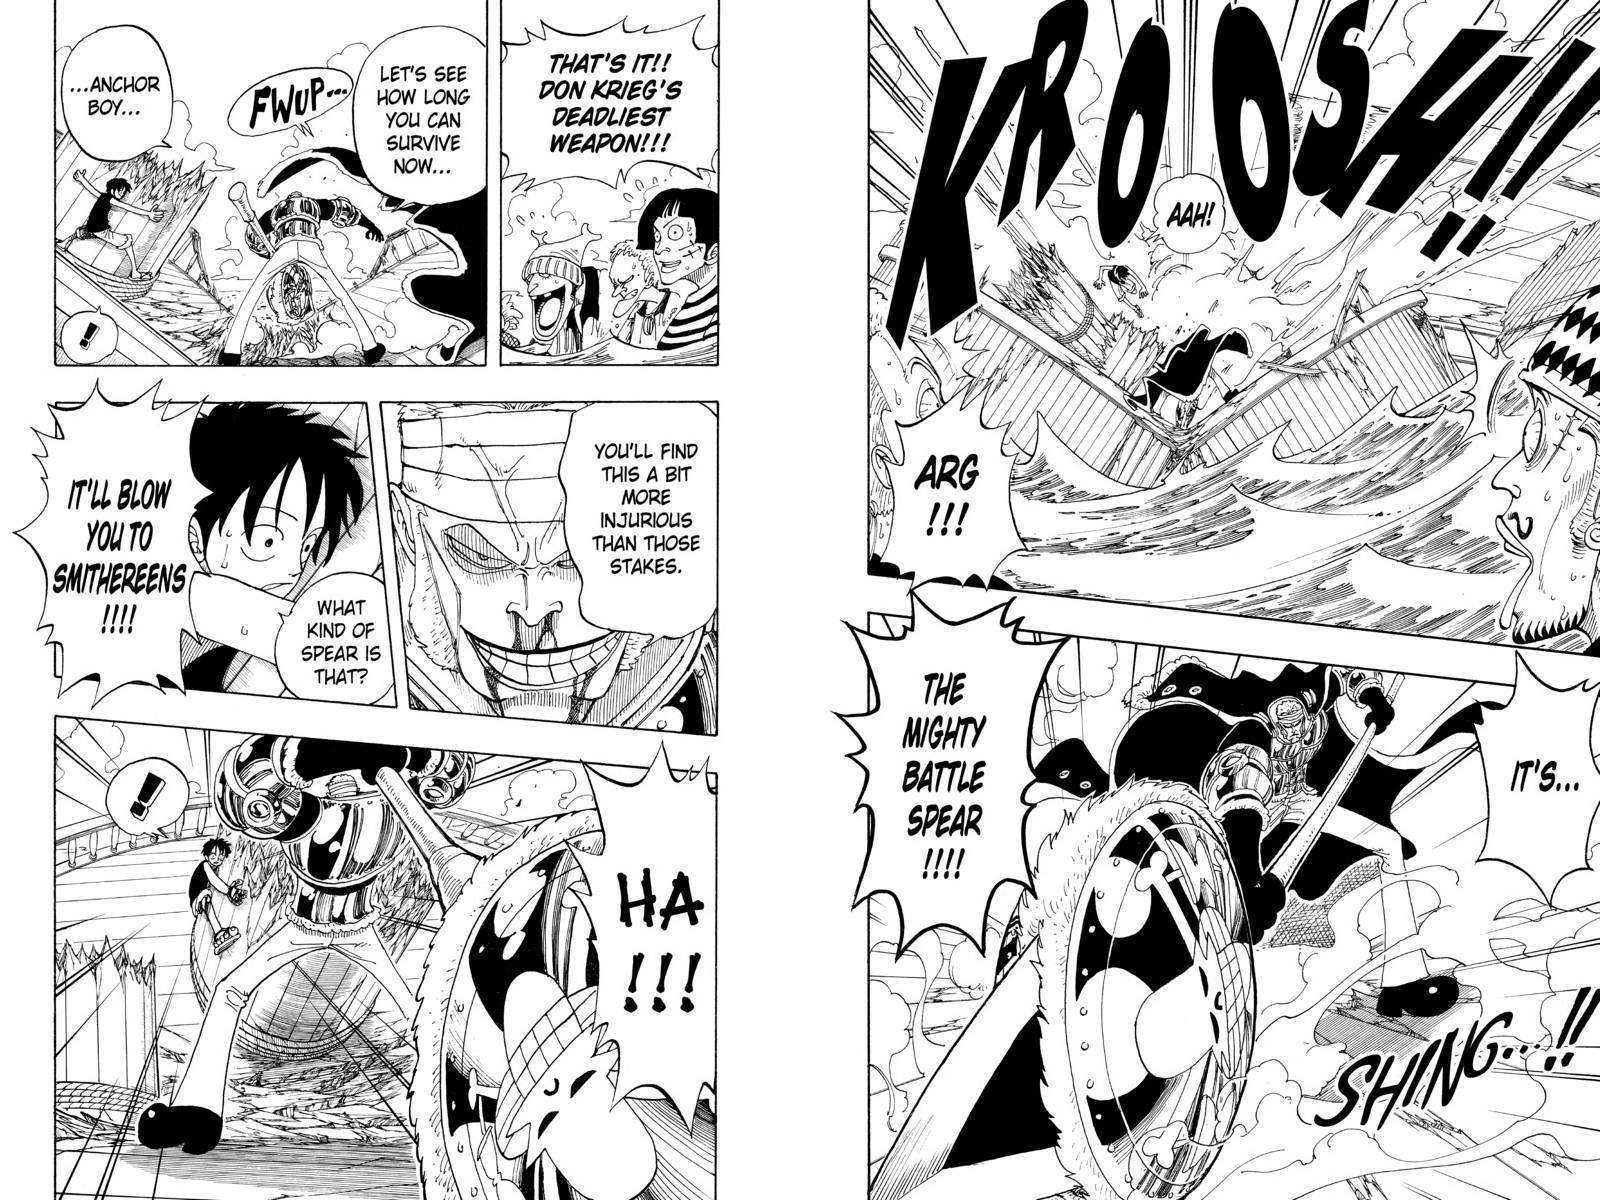 KROOSH!!!!
AAH!
ARG
!!!
IT'S...
THE
MIGHTY
BATTLE
SPEAR
!!!!
SHING...!!
THAT'S IT!!
DON KRIEG'S
DEADLIEST
WEAPON!!!
LET'S SEE
HOW LONG
YOU CAN
SURVIVE
NOW...
FWUP...
...ANCHOR
BOY...
!
YOU'LL FIND
THIS A BIT
MORE
INJURIOUS
THAN THOSE
STAKES.
WHAT
KIND OF
SPEAR IS
THAT?
IT'LL BLOW
YOU TO
SMITHEREENS
!!!!
HA
!!!
!